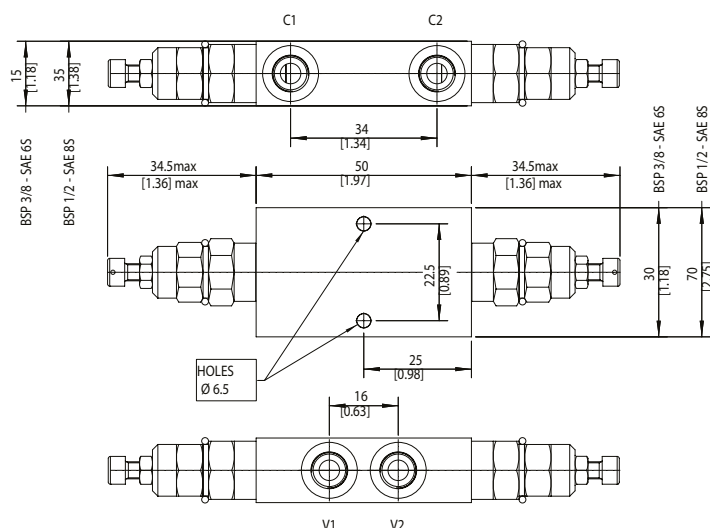 C1
C2
15
[1.18]
35
[1.38]
BSP 3/8 - SAE 6S
BSP 1/2 - SAE 8S
34
[1.34]
34.5max
[1.36] max
50
[1.97]
34.5max
[1.36] max
BSP 3/8 - SAE 6S
BSP 1/2 - SAE 8S
22.5
[0.89]
30
[1.18]
70
[2.75]
HOLES
Ø 6.5
25
[0.98]
16
[0.63]
V1
V2